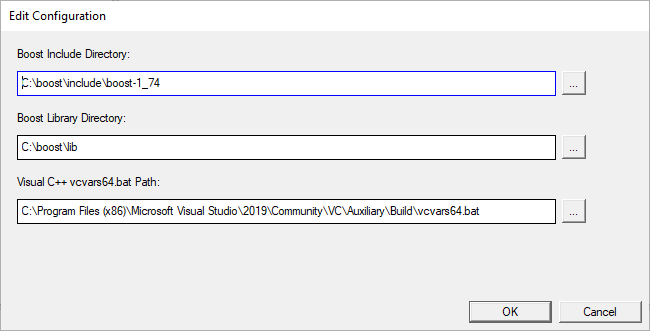 Edit Configuration
Boost Include Directory:
C:\boost\include\boost-1_74
...
Boost Library Directory:
C:\boost\lib
...
Visual C++ vcvars64.bat Path:
C:\Program Files (x86)\Microsoft Visual Studio\2019\Community\VC\Auxiliary\Build\vcvars64.bat
...
OK
Cancel